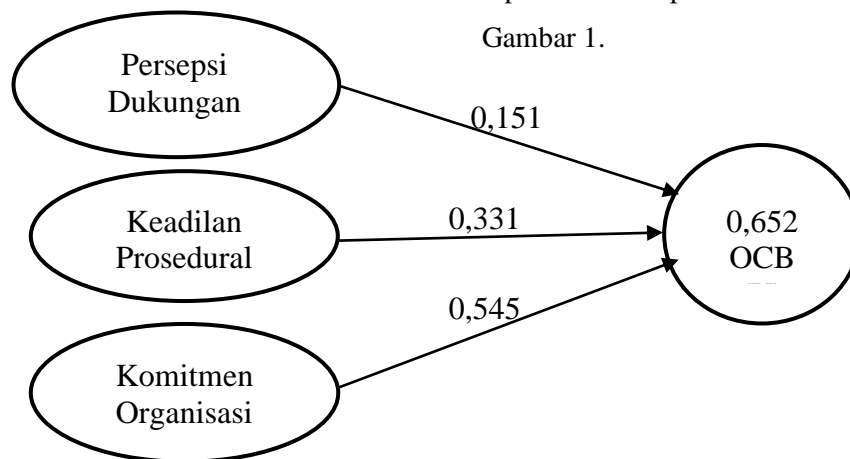 Gambar 1.
Persepsi
Dukungan
0,151
Keadilan
Prosedural
0,331
0,652
OCB
0,545
Komitmen
Organisasi